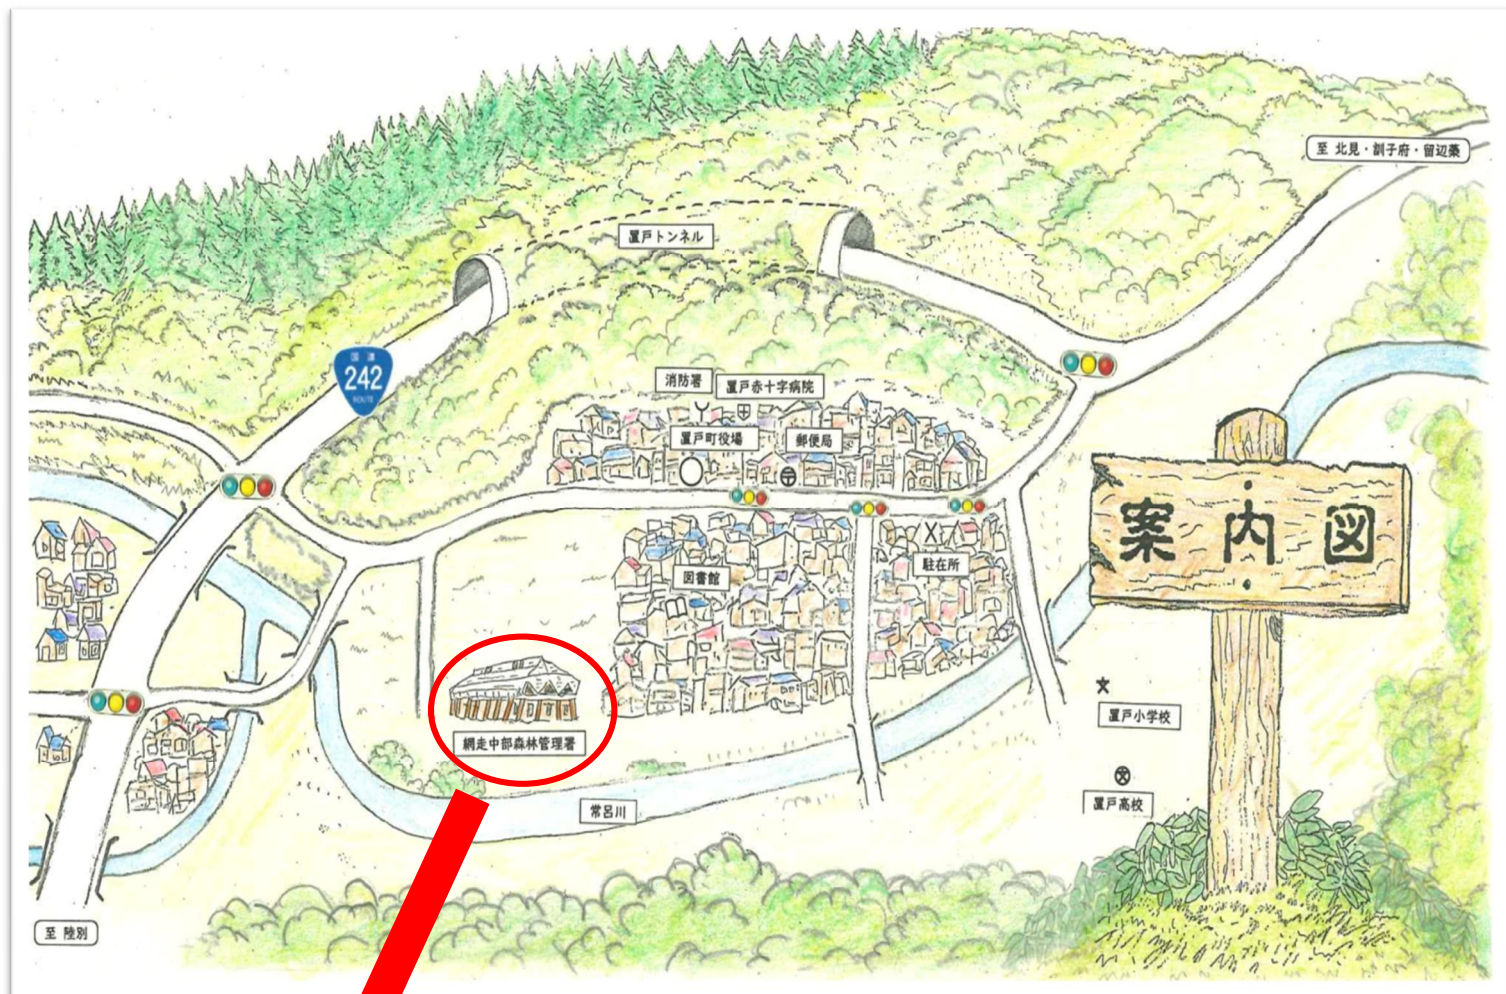 至 北見・訓子府・留辺蘂
置戸トンネル
国道
242
ROUTE
消防署
置戸赤十字病院
置戸町役場
郵便局
図書館
駐在所
案内図
置戸小学校
置戸高校
網走中部森林管理署
常呂川
至 陸別